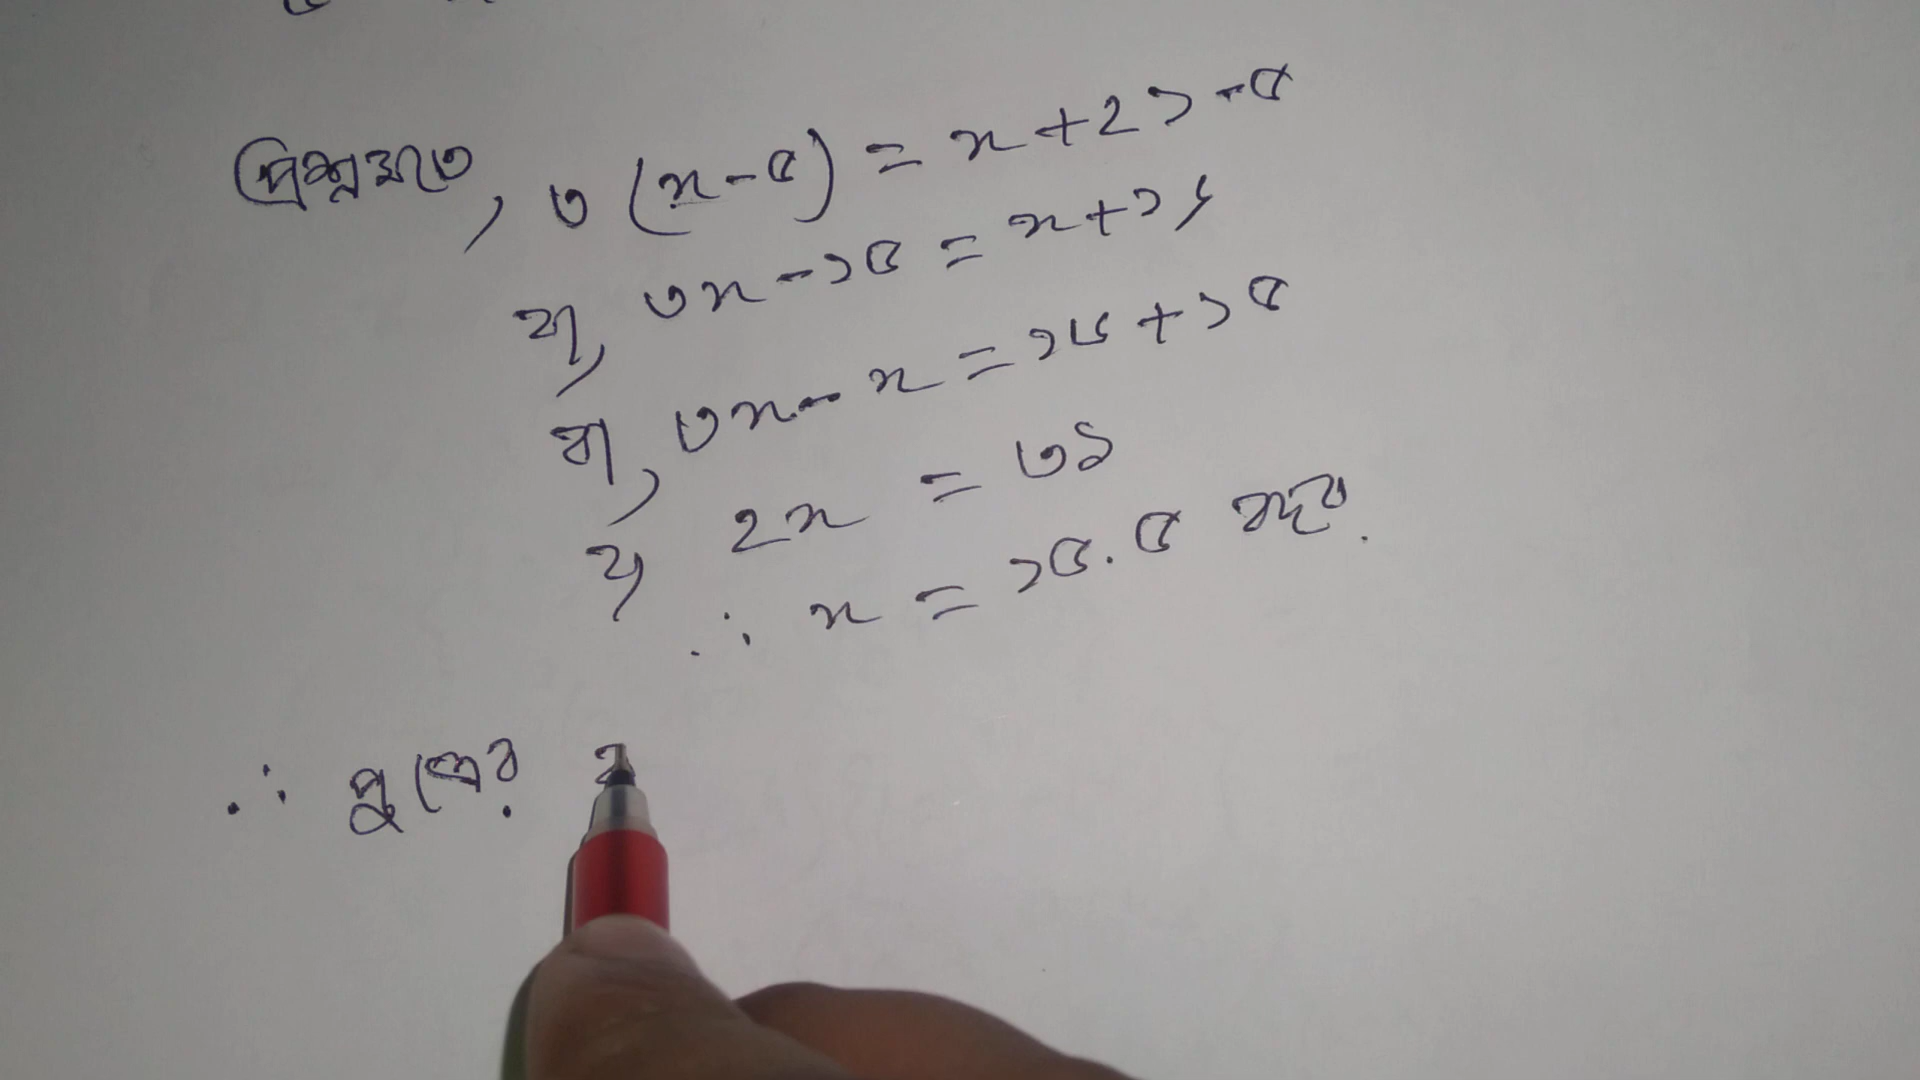 প্রশ্নমতে, ৩(x-৫) = x+২১-৫
বা, ৩x-১৫ = x+১৬
বা, ৩x-x = ১৬+১৫
বা, ২x = ৩১
∴ x = ১৫.৫ বছর.
∴ পুত্রের ব